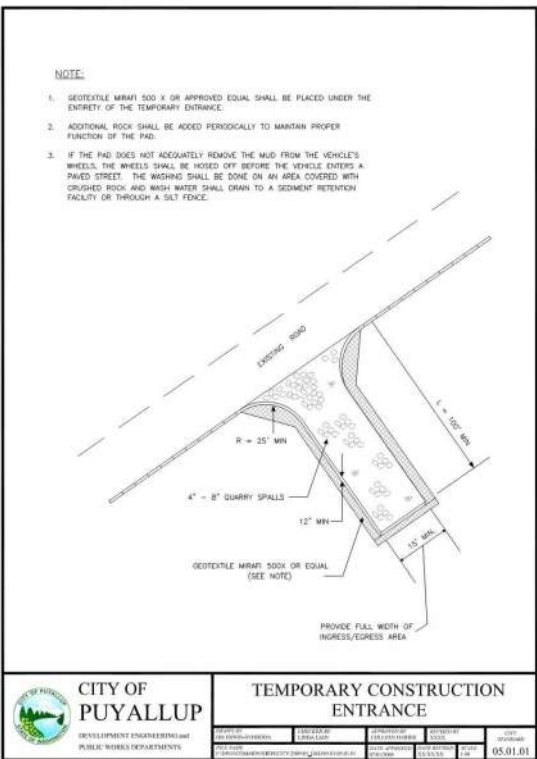 NOTE:
1. GEOTEXTILE MIRAFI 500 X OR APPROVED EQUAL SHALL BE PLACED UNDER THE
ENTIRETY OF THE TEMPORARY ENTRANCE.
2. ADDITIONAL ROCK SHALL BE ADDED PERIODICALLY TO MAINTAIN PROPER
FUNCTION OF THE PAD.
3. IF THE PAD DOES NOT ADEQUATELY REMOVE THE MUD FROM THE VEHICLE'S
WHEELS, THE WHEELS SHALL BE HOSED OFF BEFORE THE VEHICLE ENTERS A
PAVED STREET. THE WASHING SHALL BE DONE ON AN AREA COVERED WITH
CRUSHED ROCK AND WASH WATER SHALL DRAIN TO A SEDIMENT RETENTION
FACILITY OR THROUGH A SILT FENCE.
EXISTING ROAD
R = 25' MIN
L = 100' MIN
4" - 8" QUARRY SPALLS
12" MIN
15' MIN.
GEOTEXTILE MIRAFI 500X OR EQUAL
(SEE NOTE)
PROVIDE FULL WIDTH OF
INGRESS/EGRESS AREA
CITY OF
PUYALLUP
DEVELOPMENT ENGINEERING and
PUBLIC WORKS DEPARTMENTS
TEMPORARY CONSTRUCTION
ENTRANCE
CITY
STANDARD
05.01.01